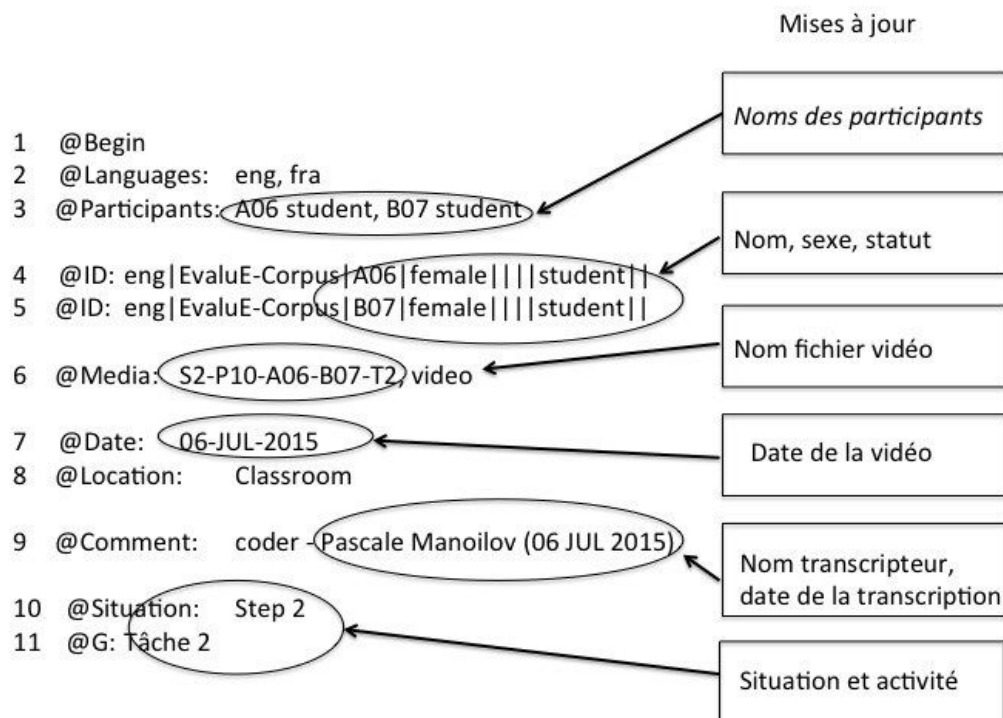 Mises à jour
Noms des participants
1 @Begin
2 @Languages: eng, fra
3 @Participants: A06 student, B07 student
Nom, sexe, statut
4 @ID: eng|EvaluE-Corpus|A06|female||||student||
5 @ID: eng|EvaluE-Corpus|B07|female||||student||
Nom fichier vidéo
6 @Media: S2-P10-A06-B07-T2, video
7 @Date: 06-JUL-2015
Date de la vidéo
8 @Location: Classroom
9 @Comment: coder - Pascale Manoilov (06 JUL 2015)
Nom transcripteur,
date de la transcription
10 @Situation: Step 2
11 @G: Tâche 2
Situation et activité